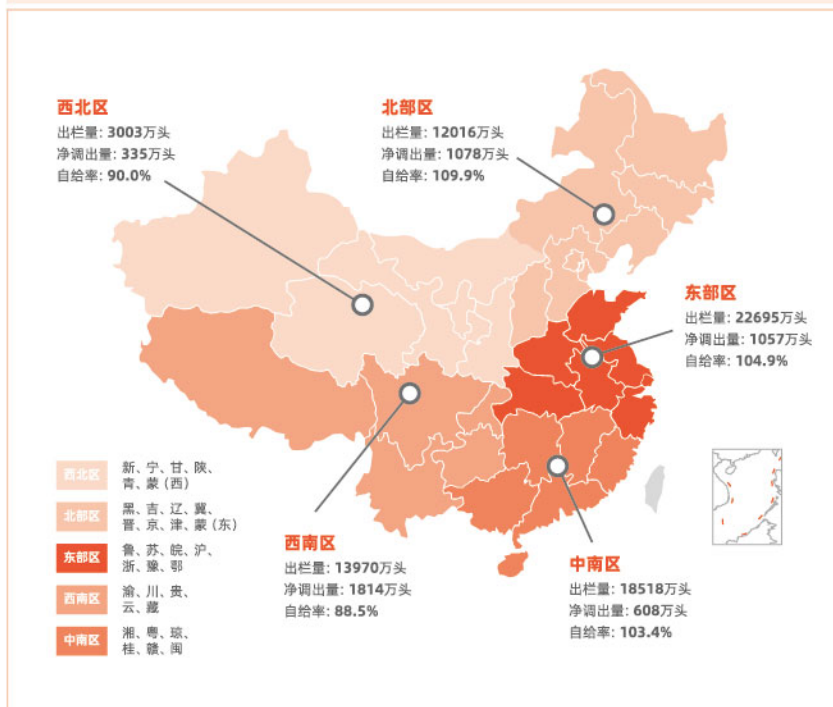 西北区
出栏量: 3003万头
净调出量: 335万头
自给率: 90.0%
北部区
出栏量: 12016万头
净调出量: 1078万头
自给率: 109.9%
东部区
出栏量: 22695万头
净调出量: 1057万头
自给率: 104.9%
西南区
出栏量: 13970万头
净调出量: 1814万头
自给率: 88.5%
中南区
出栏量: 18518万头
净调出量: 608万头
自给率: 103.4%
西北区
新、宁、甘、陕、
青、蒙（西）
北部区
黑、吉、辽、冀、
晋、京、津、蒙（东）
东部区
鲁、苏、皖、沪、
浙、豫、鄂
西南区
渝、川、贵、
云、藏
中南区
湘、粤、琼、
桂、赣、闽